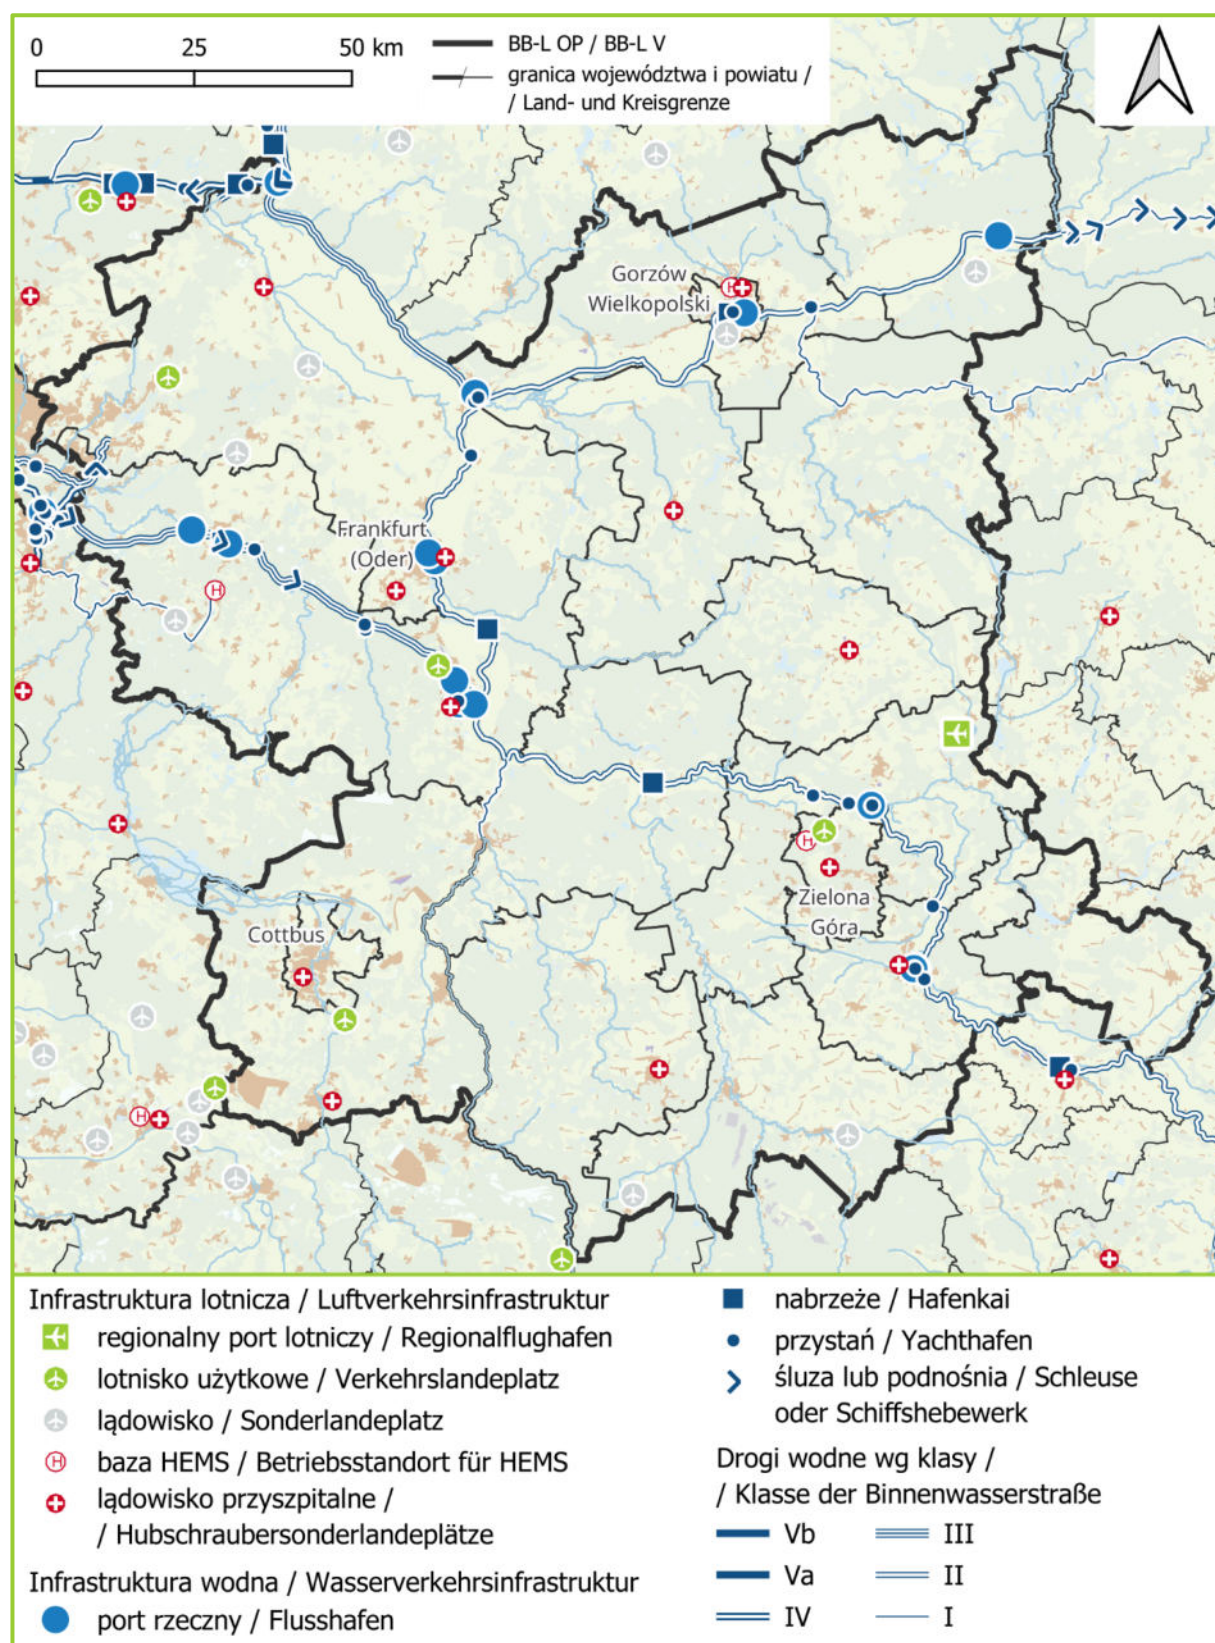 0 25 50 km
BB-L OP / BB-L V
granica województwa i powiatu /
/ Land- und Kreisgrenze
Gorzów
Wielkopolski
Frankfurt
(Oder)
Zielona
Góra
Cottbus
Infrastruktura lotnicza / Luftverkehrsinfrastruktur
regionalny port lotniczy / Regionalflughafen
lotnisko użytkowe / Verkehrslandeplatz
lądowisko / Sonderlandeplatz
H baza HEMS / Betriebsstandort für HEMS
lądowisko przyszpitalne /
/ Hubschraubersonderlandeplätze
Infrastruktura wodna / Wasserverkehrsinfrastruktur
port rzeczny / Flusshafen
nabrzeże / Hafenkai
przystań / Yachthafen
śluza lub podnośnia / Schleuse
oder Schiffshebewerk
Drogi wodne wg klasy /
/ Klasse der Binnenwasserstraße
Vb III
Va II
IV I